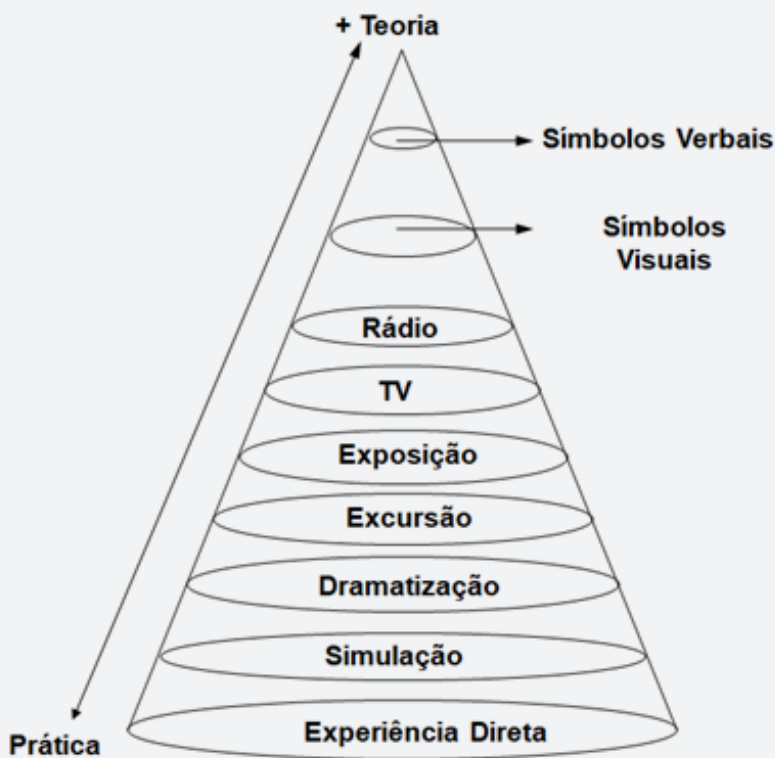 + Teoria
Símbolos Verbais
Símbolos
Visuais
Rádio
TV
Exposição
Excursão
Dramatização
Simulação
Experiência Direta
Prática